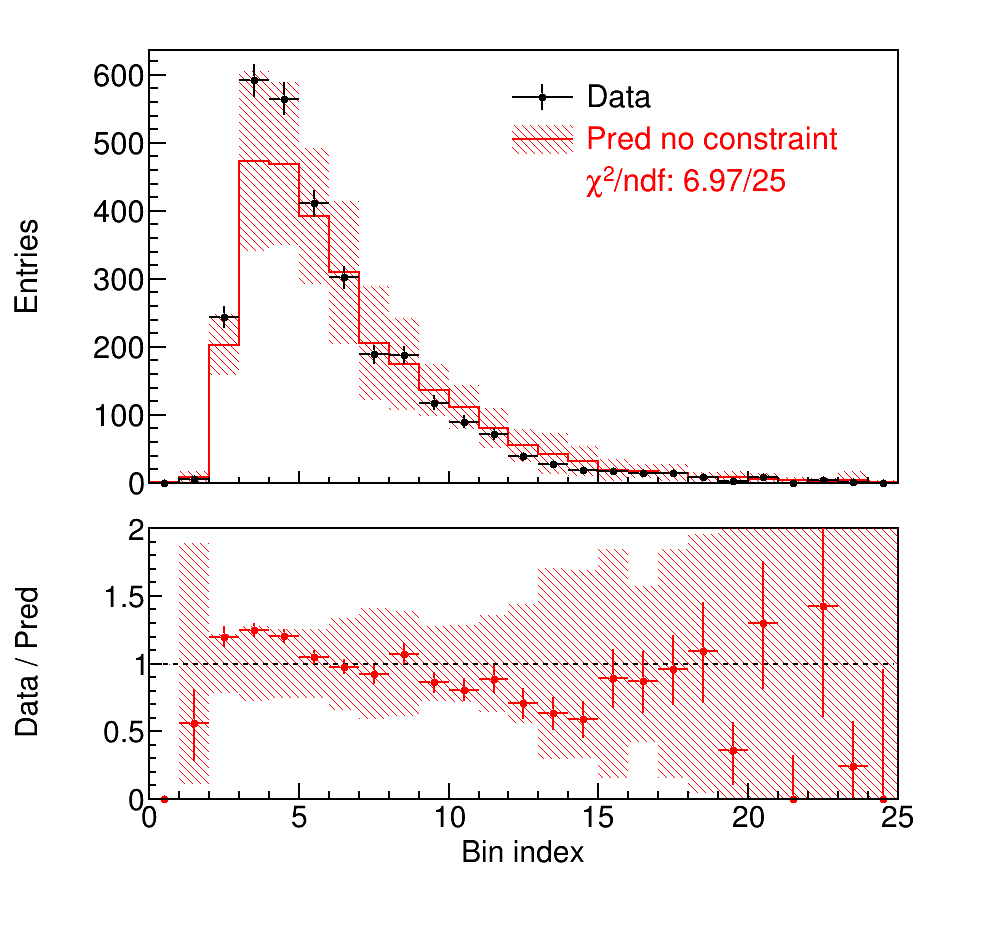 600
500
400
300
200
100
0
Entries
Data
Pred no constraint
χ²/ndf: 6.97/25
2
1.5
1
0.5
0
Data / Pred
0 5 10 15 20 25
Bin index